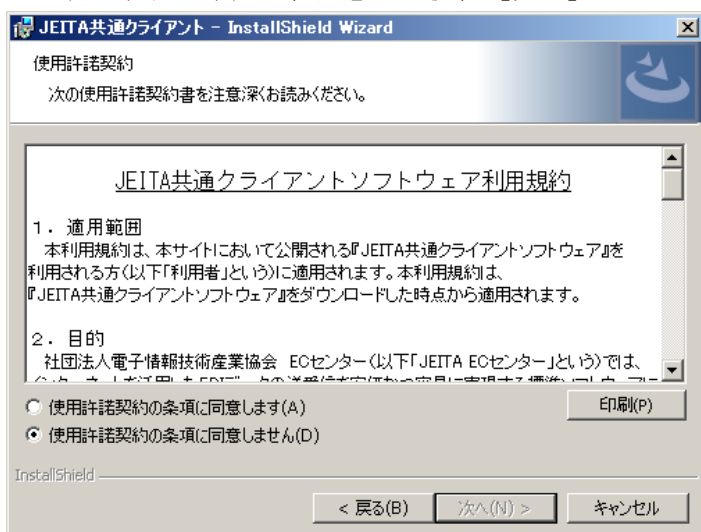 JEITA共通クライアント - InstallShield Wizard
使用許諾契約
次の使用許諾契約書を注意深くお読みください。
JEITA共通クライアントソフトウェア利用規約
1. 適用範囲
本利用規約は、本サイトにおいて公開される『JEITA共通クライアントソフトウェア』を
利用される方(以下「利用者」という)に適用されます。本利用規約は、
『JEITA共通クライアントソフトウェア』をダウンロードした時点から適用されます。
2. 目的
社団法人電子情報技術産業協会 ECセンター(以下「JEITA ECセンター」という)では、
使用許諾契約の条項に同意します(A)
印刷(P)
使用許諾契約の条項に同意しません(D)
InstallShield
< 戻る(B)
次へ(N) >
キャンセル